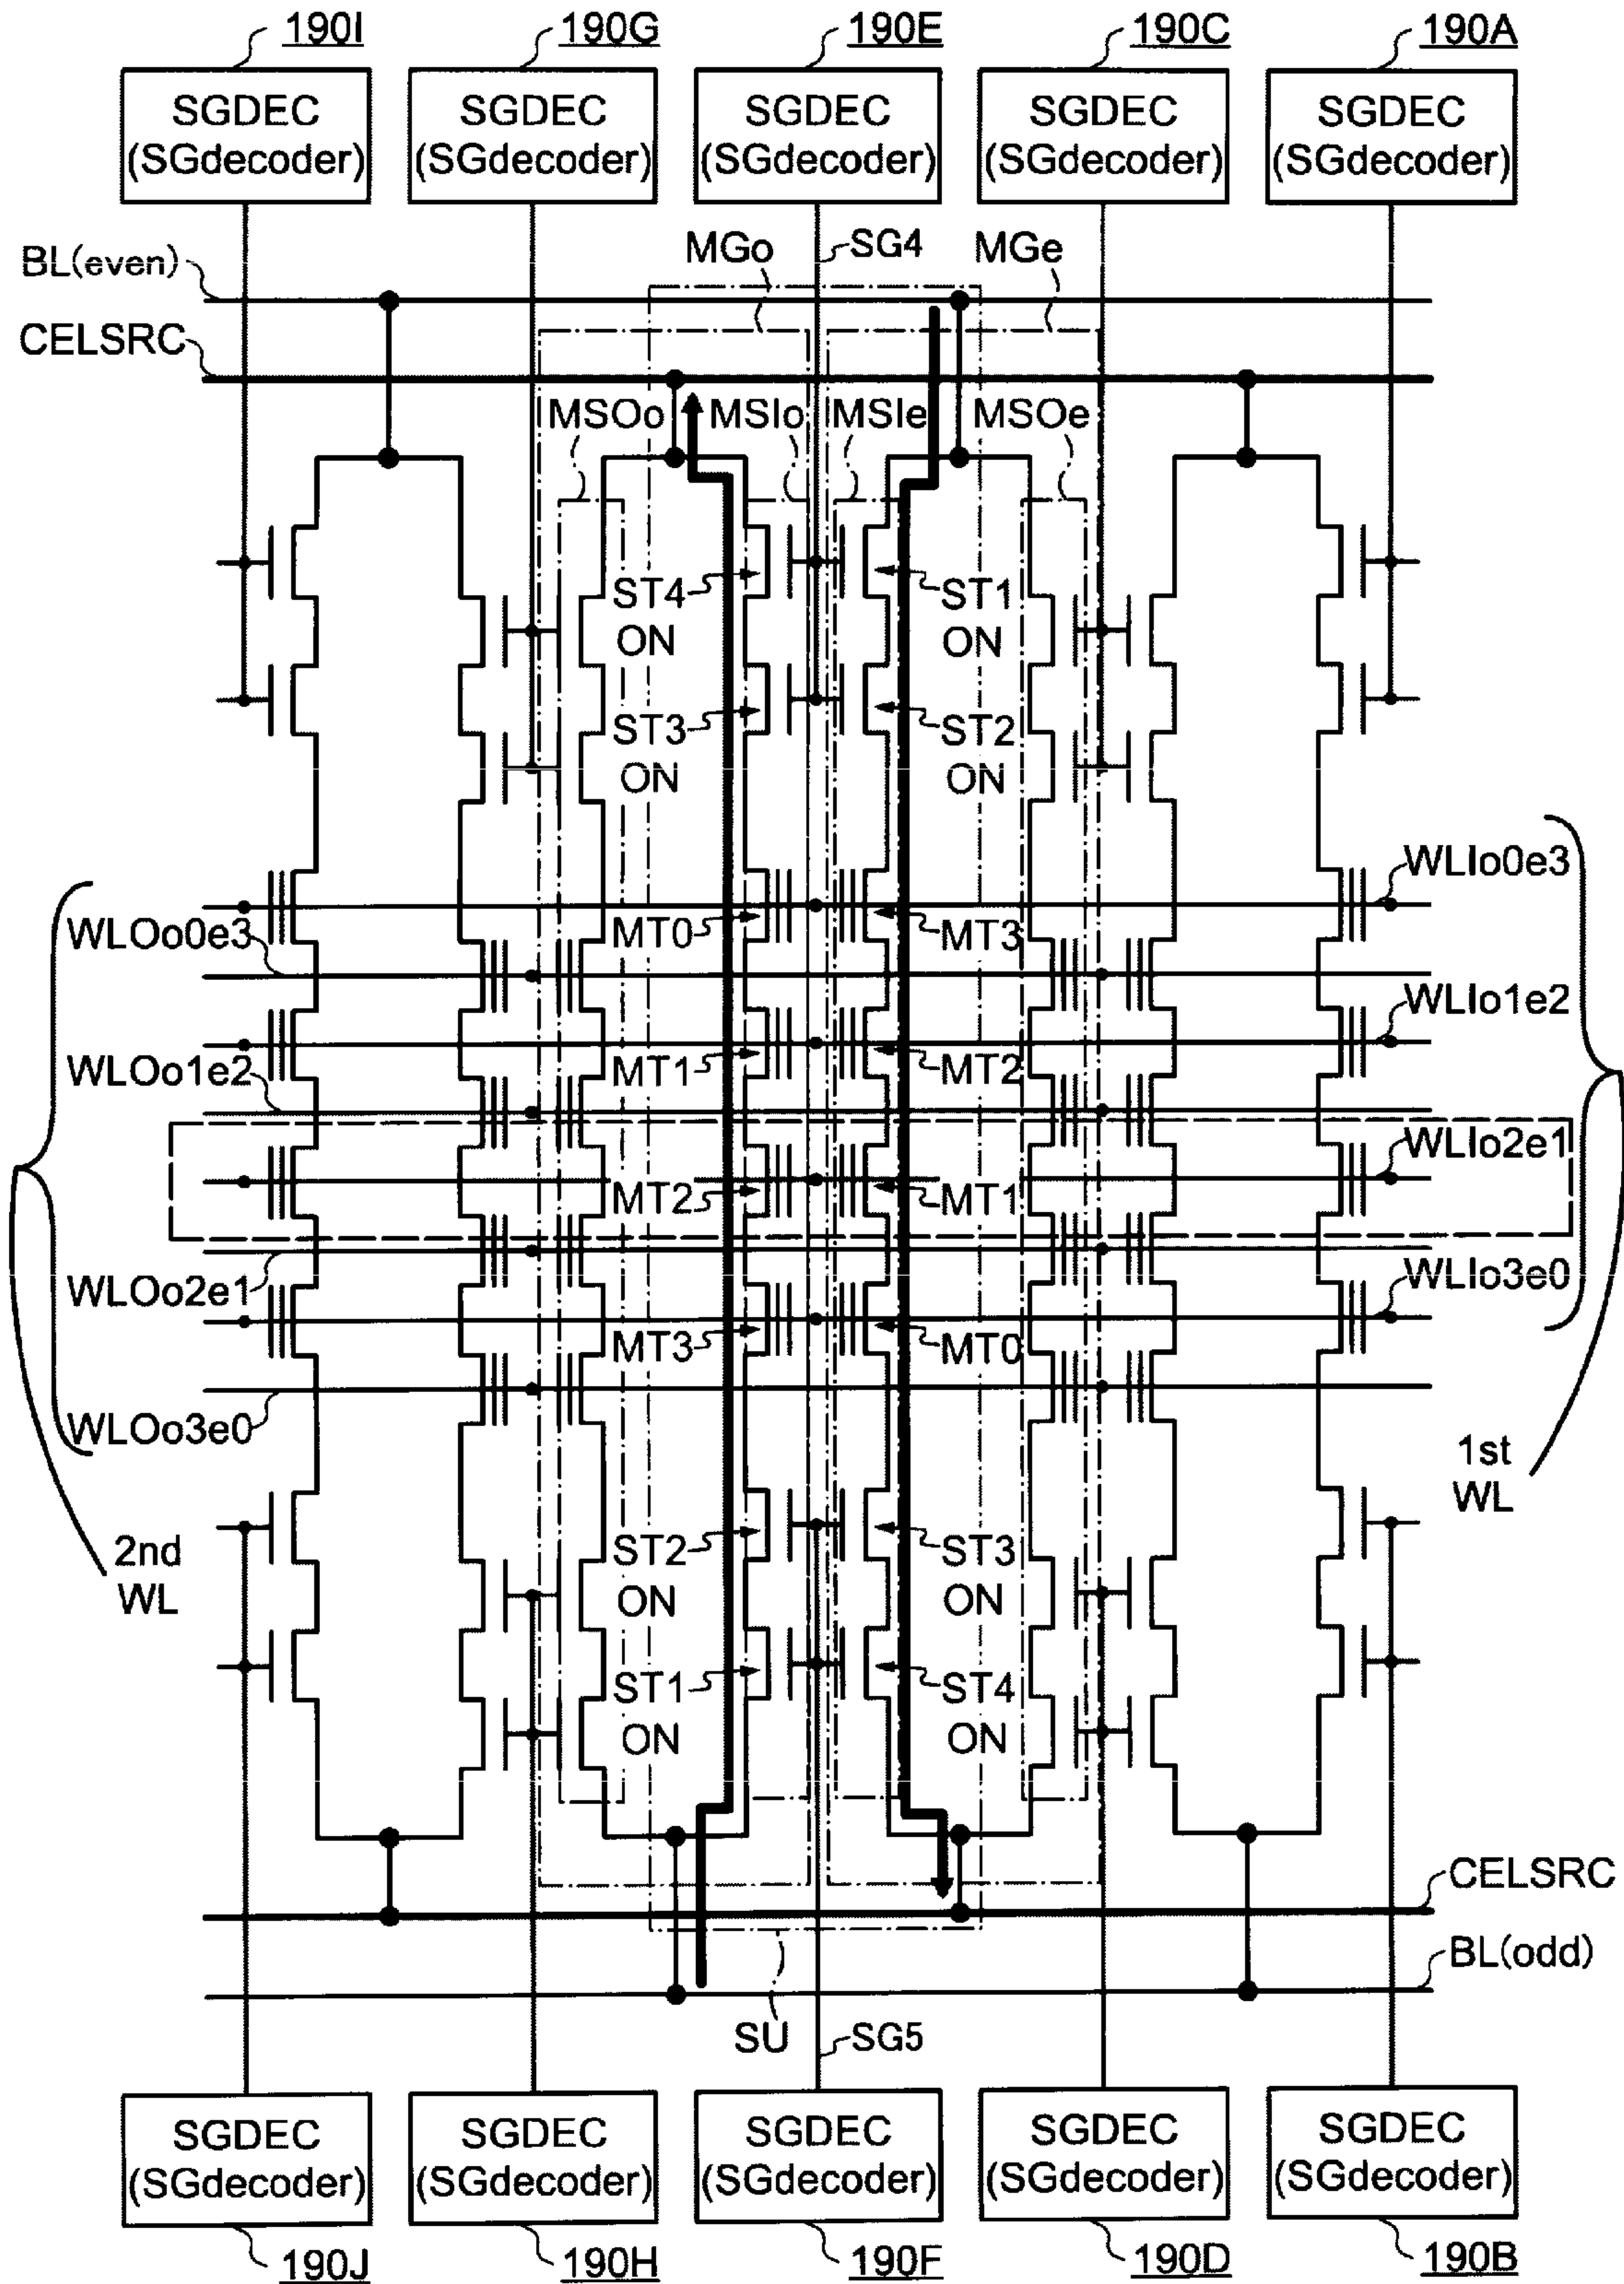 190I 190G 190E 190C 190A
SGDEC (SGdecoder)
SGDEC (SGdecoder)
SGDEC (SGdecoder)
SGDEC (SGdecoder)
SGDEC (SGdecoder)
MGo SG4 MGe
BL(even)
CELSRC
MSOo MSIo MSIe MSOe
ST4 ST1
ON ON
ST3 ST2
ON ON
WLIo0e3
WLOo0e3 MT0 MT3
WLIo1e2
WLOo1e2 MT1 MT2
WLIo2e1
MT2 MT1
WLOo2e1 WLIo3e0
MT3 MT0
WLOo3e0
1st
WL
2nd
WL
ST2 ST3
ON ON
ST1 ST4
ON ON
CELSRC
BL(odd)
SU SG5
SGDEC (SGdecoder)
SGDEC (SGdecoder)
SGDEC (SGdecoder)
SGDEC (SGdecoder)
SGDEC (SGdecoder)
190J 190H 190F 190D 190B